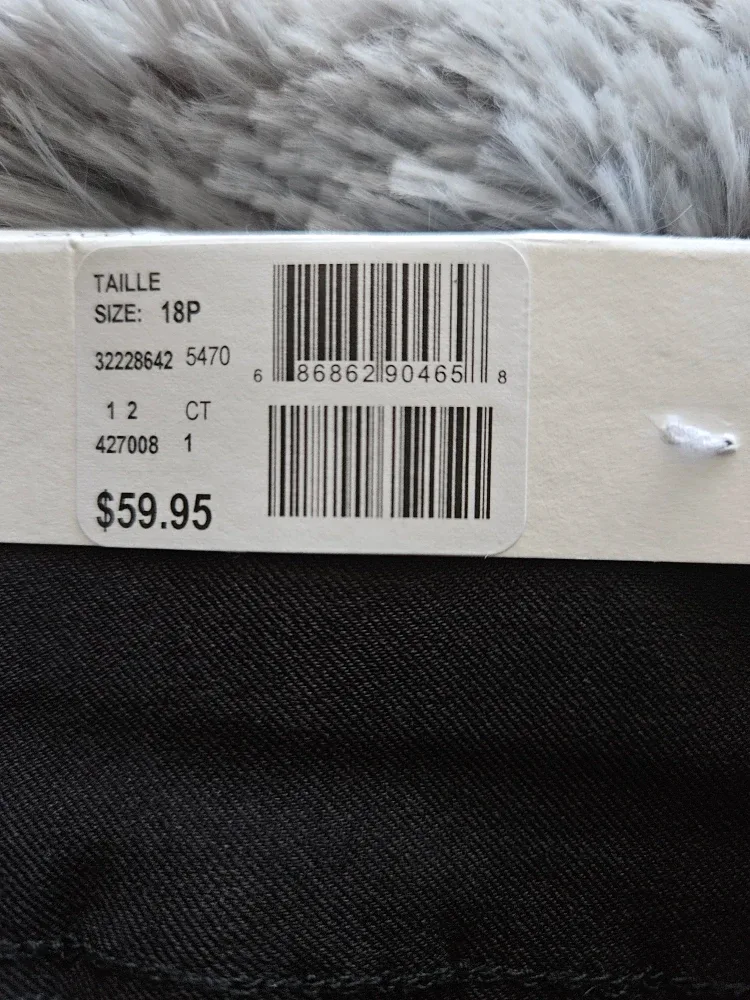 TAILLE
SIZE: 18P
32228642 5470
1 2 CT
427008 1
$59.95
6 86862 90465 8